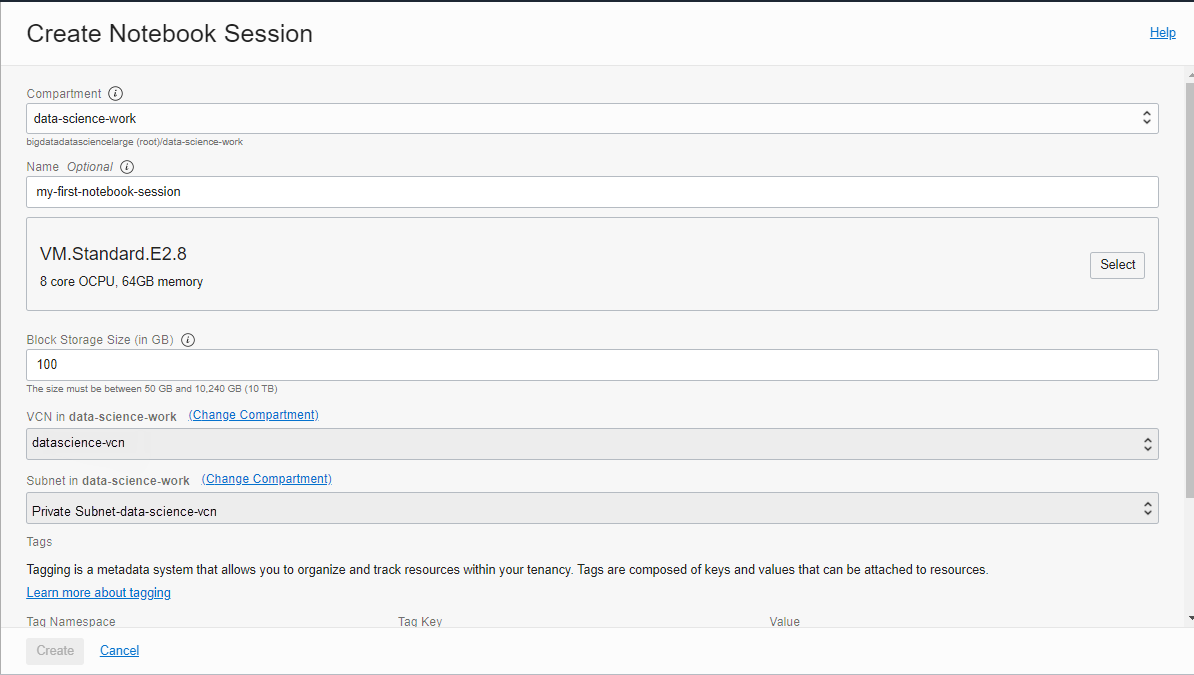 Create Notebook Session
Help
Compartment
data-science-work
bigdatadatasciencelarge (root)/data-science-work
Name Optional
my-first-notebook-session
VM.Standard.E2.8
8 core OCPU, 64GB memory
Select
Block Storage Size (in GB)
100
The size must be between 50 GB and 10,240 GB (10 TB)
VCN in data-science-work (Change Compartment)
datascience-vcn
Subnet in data-science-work (Change Compartment)
Private Subnet-data-science-vcn
Tags
Tagging is a metadata system that allows you to organize and track resources within your tenancy. Tags are composed of keys and values that can be attached to resources.
Learn more about tagging
Tag Namespace Tag Key Value
Create Cancel